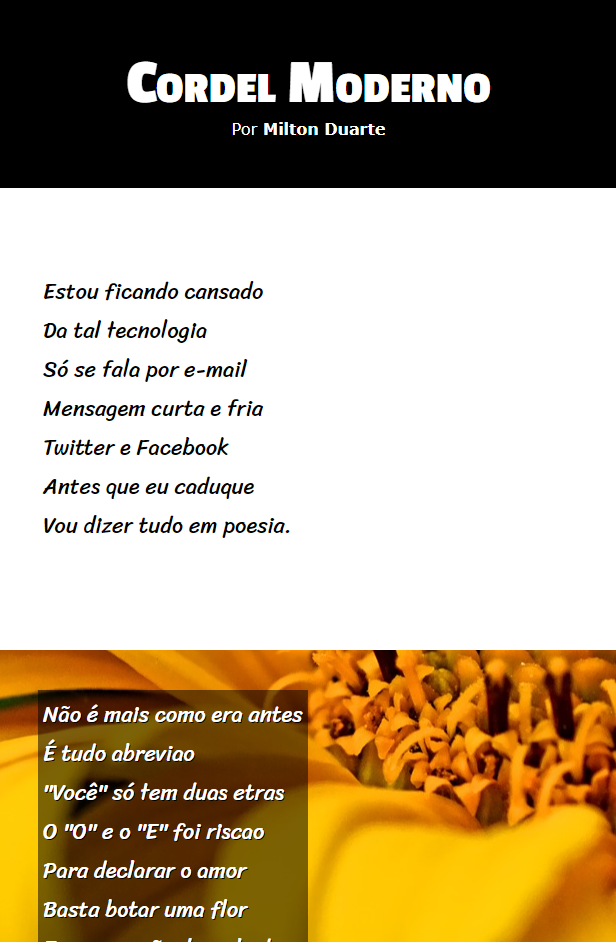 Cordel Moderno
Por Milton Duarte
Estou ficando cansado
Da tal tecnologia
Só se fala por e-mail
Mensagem curta e fria
Twitter e Facebook
Antes que eu caduque
Vou dizer tudo em poesia.
Não é mais como era antes
É tudo abreviao
"Você" só tem duas etras
O "O" e o "E" foi riscao
Para declarar o amor
Basta botar uma flor